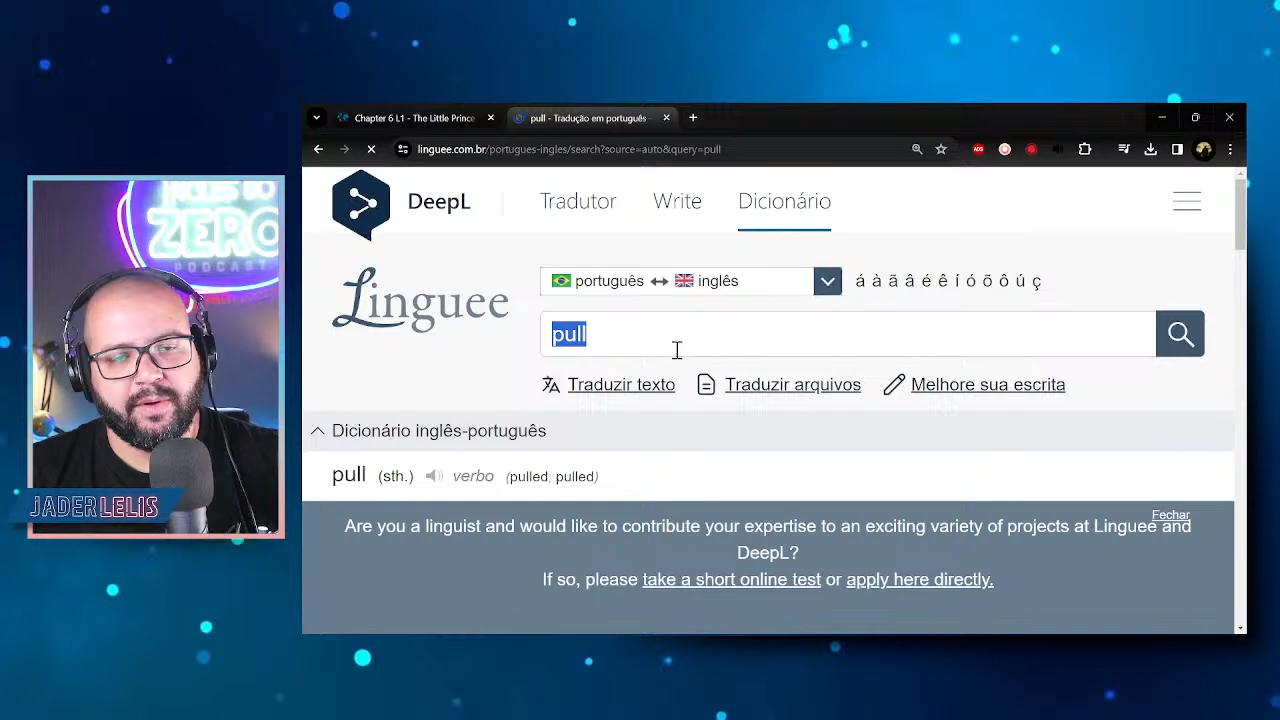 Chapter 6 L1 - The Little Prince
pull - Tradução em português -
linguee.com.br/portugues-ingles/search?source=auto&query=pull
ADS
DeepL
Tradutor
Write
Dicionário
Linguee
português ↔ inglês
á à ã â é ê í ó õ ô ú ç
pull
Traduzir texto
Traduzir arquivos
Melhore sua escrita
Dicionário inglês-português
pull (sth.) verbo (pulled, pulled)
Fechar
Are you a linguist and would like to contribute your expertise to an exciting variety of projects at Linguee and
DeepL?
If so, please take a short online test or apply here directly.
ZERO
PODCAST
JADER LELIS